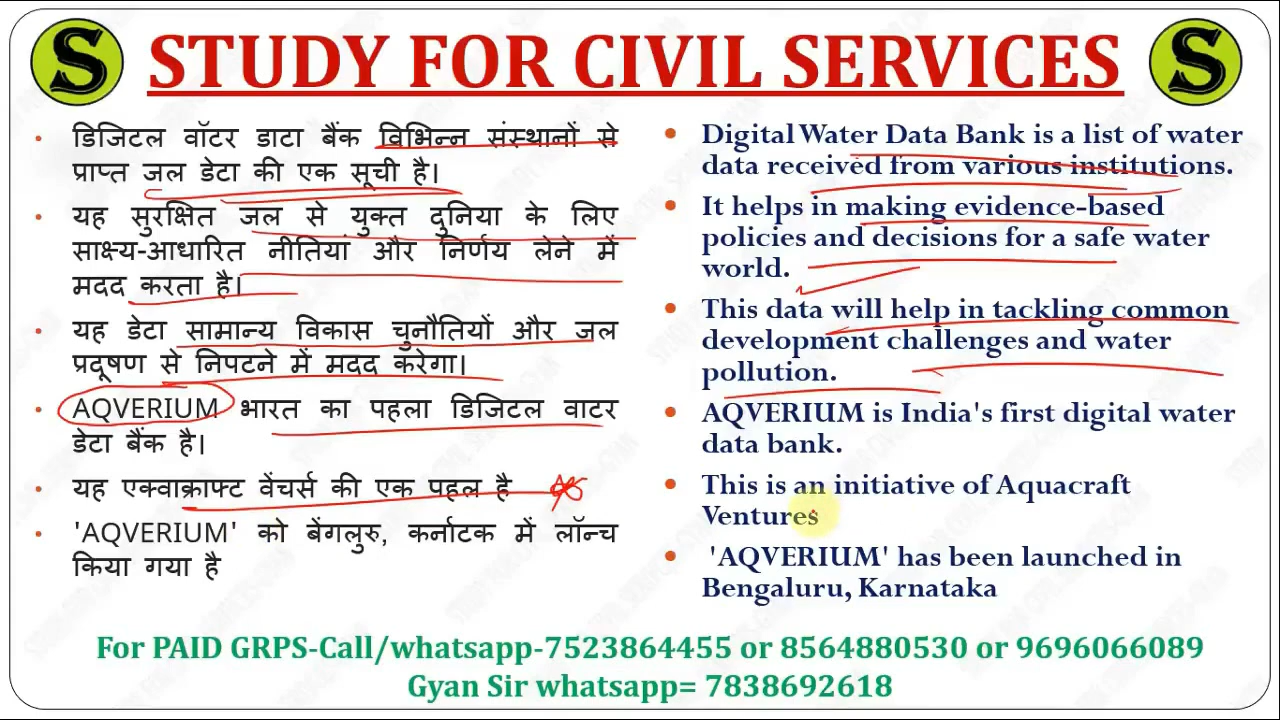 STUDY FOR CIVIL SERVICES
डिजिटल वॉटर डाटा बैंक विभिन्न संस्थानों से
प्राप्त जल डेटा की एक सूची है।
यह सुरक्षित जल से युक्त दुनिया के लिए
साक्ष्य-आधारित नीतियां और निर्णय लेने में
मदद करता है।
यह डेटा सामान्य विकास चुनौतियों और जल
प्रदूषण से निपटने में मदद करेगा।
AQVERIUM भारत का पहला डिजिटल वाटर
डेटा बैंक है।
यह एक्वाक्राफ्ट वेंचर्स की एक पहल है
'AQVERIUM' को बेंगलुरु, कर्नाटक में लॉन्च
किया गया है
Digital Water Data Bank is a list of water
data received from various institutions.
It helps in making evidence-based
policies and decisions for a safe water
world.
This data will help in tackling common
development challenges and water
pollution.
AQVERIUM is India's first digital water
data bank.
This is an initiative of Aquacraft
Ventures
'AQVERIUM' has been launched in
Bengaluru, Karnataka
For PAID GRPS-Call/whatsapp-7523864455 or 8564880530 or 9696066089
Gyan Sir whatsapp= 7838692618